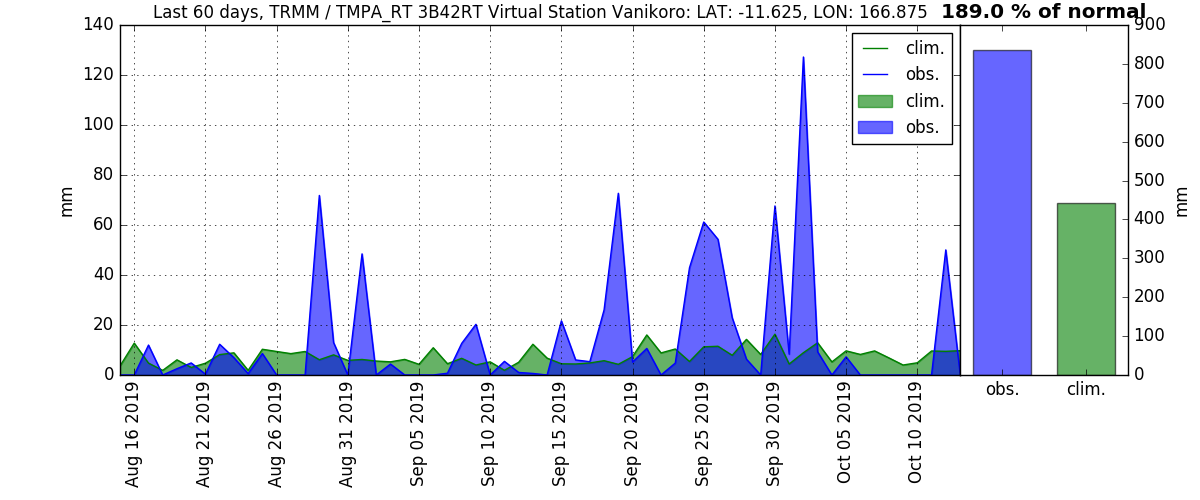 Last 60 days, TRMM / TMPA_RT 3B42RT Virtual Station Vanikoro: LAT: -11.625, LON: 166.875 189.0 % of normal
140
120
100
80
60
40
20
0
mm
clim.
obs.
clim.
obs.
900
800
700
600
500
400
300
200
100
0
mm
Aug 16 2019
Aug 21 2019
Aug 26 2019
Aug 31 2019
Sep 05 2019
Sep 10 2019
Sep 15 2019
Sep 20 2019
Sep 25 2019
Sep 30 2019
Oct 05 2019
Oct 10 2019
obs.
clim.